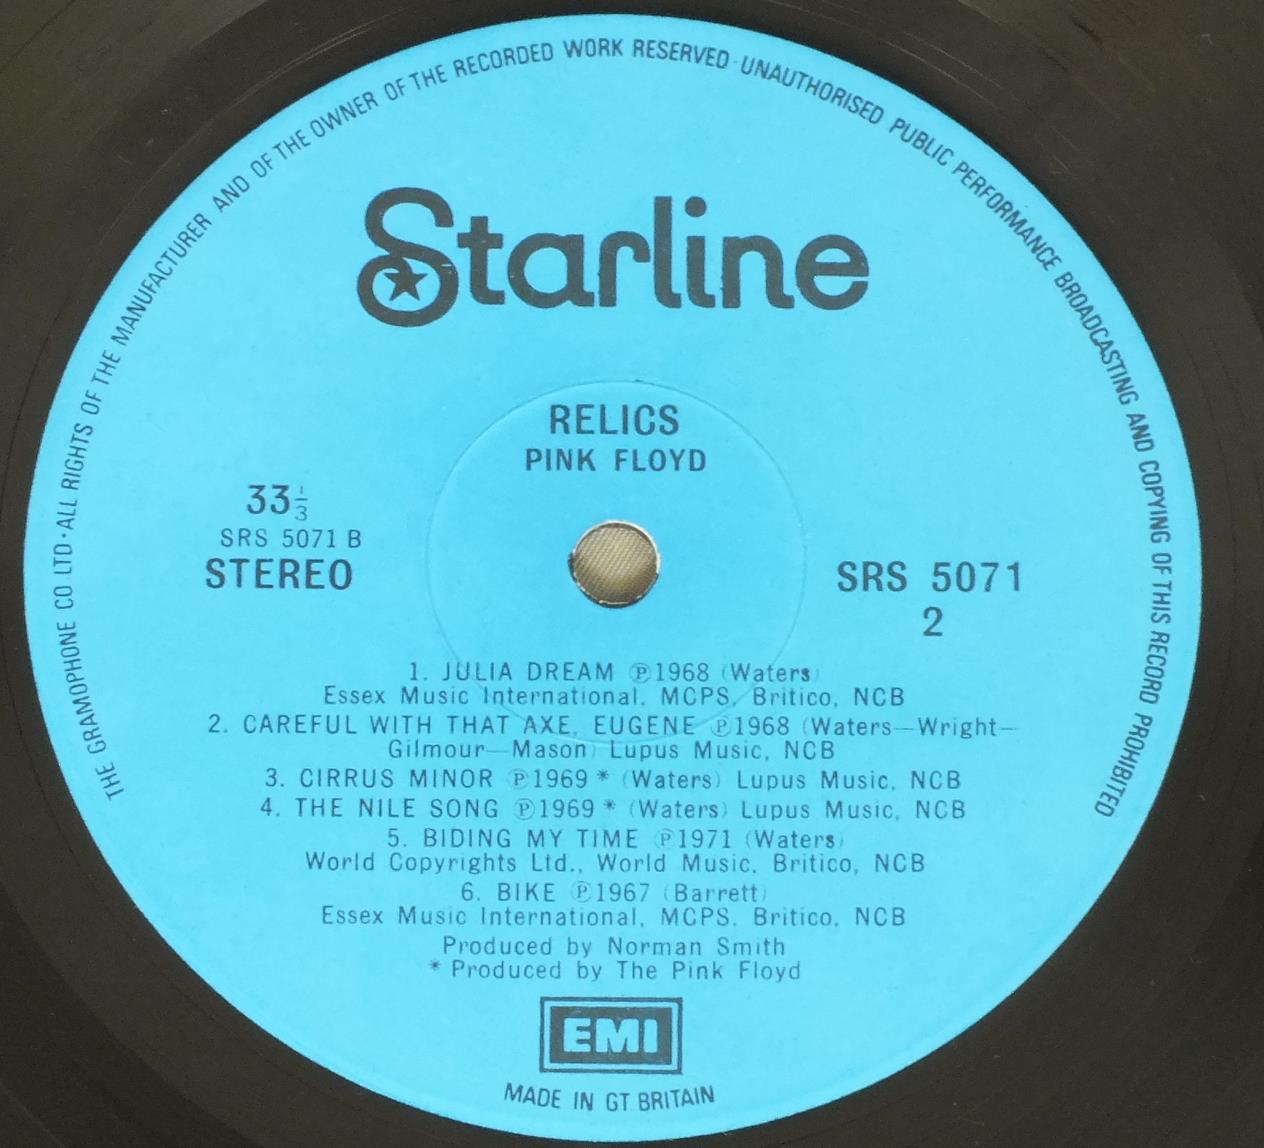 THE GRAMOPHONE CO LTD · ALL RIGHTS OF THE MANUFACTURER AND OF THE OWNER OF THE RECORDED WORK RESERVED · UNAUTHORISED PUBLIC PERFORMANCE BROADCASTING AND COPYING OF THIS RECORD PROHIBITED
Starline
RELICS
PINK FLOYD
33⅓
SRS 5071 B
STEREO
SRS 5071
2
1. JULIA DREAM ℗1968 (Waters)
Essex Music International, MCPS, Britico, NCB
2. CAREFUL WITH THAT AXE, EUGENE ℗1968 (Waters—Wright—
Gilmour—Mason) Lupus Music, NCB
3. CIRRUS MINOR ℗1969 * (Waters) Lupus Music, NCB
4. THE NILE SONG ℗1969 * (Waters) Lupus Music, NCB
5. BIDING MY TIME ℗1971 (Waters)
World Copyrights Ltd., World Music, Britico, NCB
6. BIKE ℗1967 (Barrett)
Essex Music International, MCPS, Britico, NCB
Produced by Norman Smith
* Produced by The Pink Floyd
EMI
MADE IN GT BRITAIN